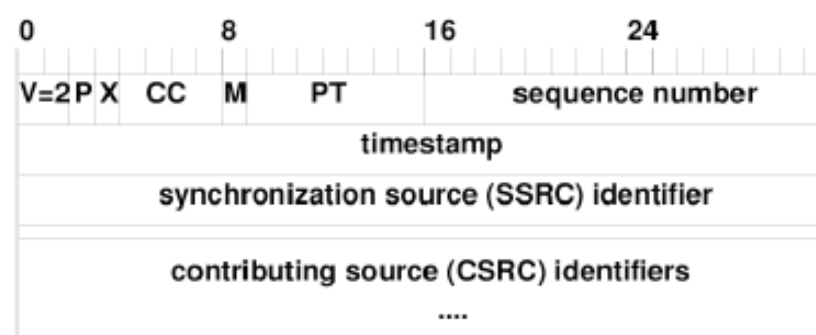 0 8 16 24
V=2 P X CC M PT sequence number
timestamp
synchronization source (SSRC) identifier
contributing source (CSRC) identifiers
....